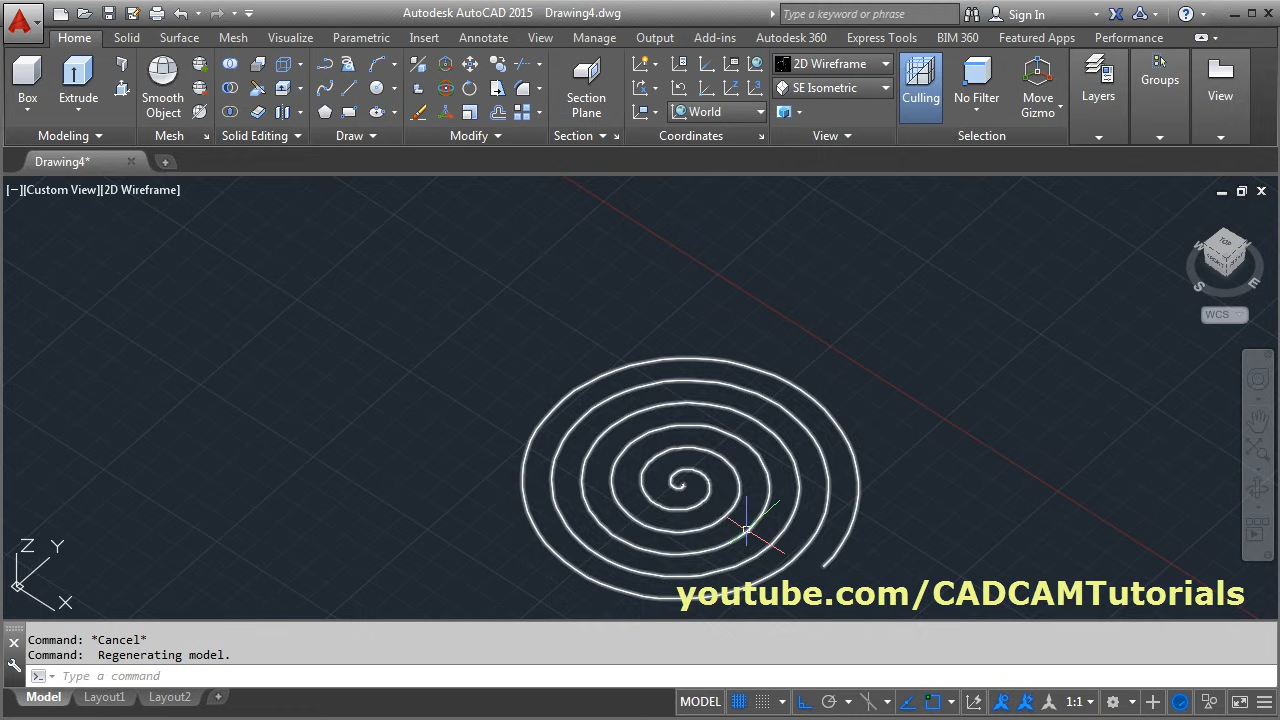 Autodesk AutoCAD 2015 Drawing4.dwg
Type a keyword or phrase
Sign In
Home Solid Surface Mesh Visualize Parametric Insert Annotate View Manage Output Add-ins Autodesk 360 Express Tools BIM 360 Featured Apps Performance
Box
Extrude
Smooth
Object
Section
Plane
World
2D Wireframe
SE Isometric
Culling
No Filter
Move
Gizmo
Layers
Groups
View
Modeling Mesh Solid Editing Draw Modify Section Coordinates View Selection
Drawing4*
[−][Custom View][2D Wireframe]
TOP
W
S
E
WCS
Z
Y
X
youtube.com/CADCAMTutorials
Command: *Cancel*
Command:  Regenerating model.
Type a command
Model Layout1 Layout2
MODEL
1:1